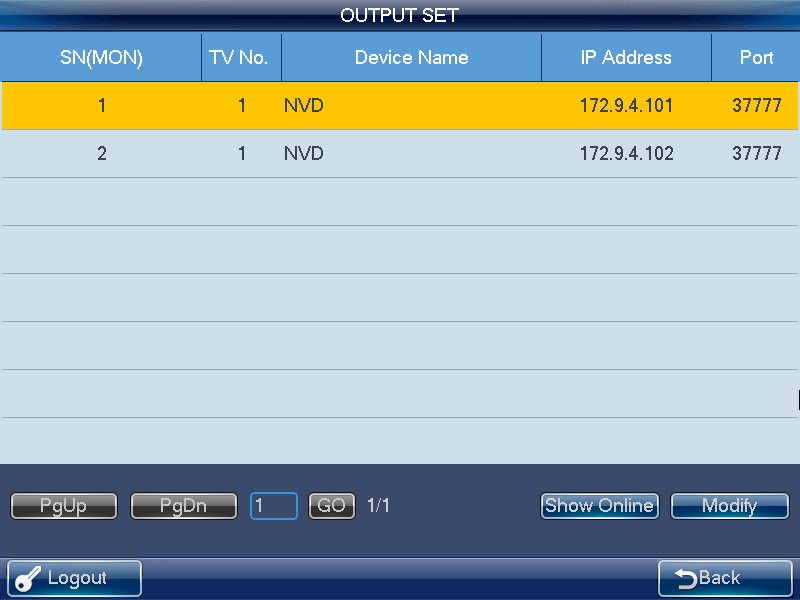 OUTPUT SET
SN(MON) TV No. Device Name IP Address Port
1 1 NVD 172.9.4.101 37777
2 1 NVD 172.9.4.102 37777
PgUp PgDn 1 GO 1/1 Show Online Modify
Logout Back